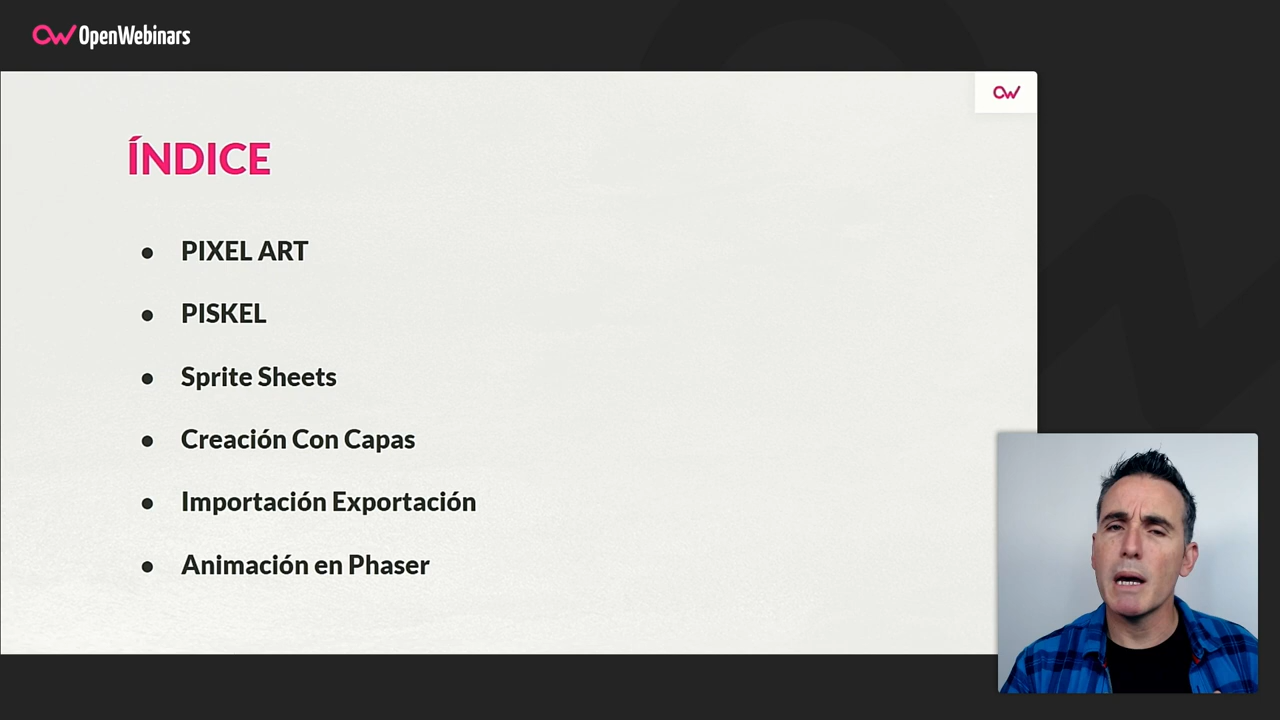 OpenWebinars
ÍNDICE
● PIXEL ART
● PISKEL
● Sprite Sheets
● Creación Con Capas
● Importación Exportación
● Animación en Phaser